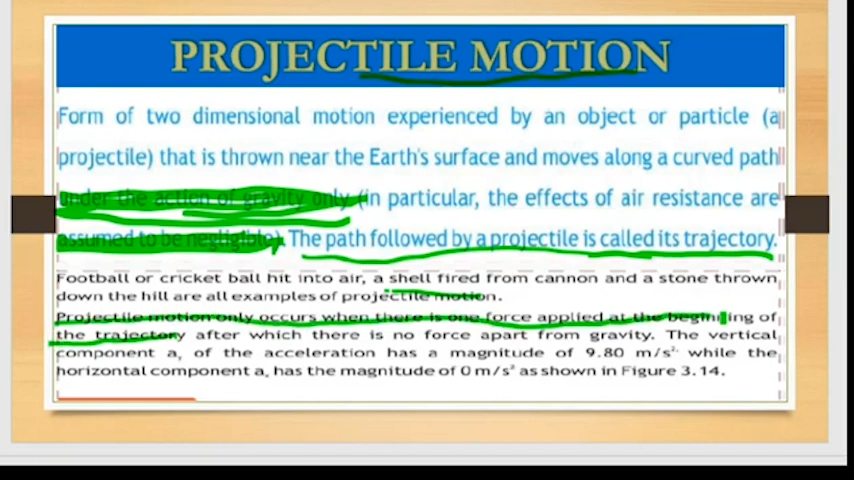 PROJECTILE MOTION
Form of two dimensional motion experienced by an object or particle (a
projectile) that is thrown near the Earth's surface and moves along a curved path
under the action of gravity only (in particular, the effects of air resistance are
assumed to be negligible). The path followed by a projectile is called its trajectory.
Football or cricket ball hit into air, a shell fired from cannon and a stone thrown
down the hill are all examples of projectile motion.
Projectile motion only occurs when there is one force applied at the beginning of
the trajectory after which there is no force apart from gravity. The vertical
component a, of the acceleration has a magnitude of 9.80 m/s² while the
horizontal component a, has the magnitude of 0 m/s² as shown in Figure 3.14.